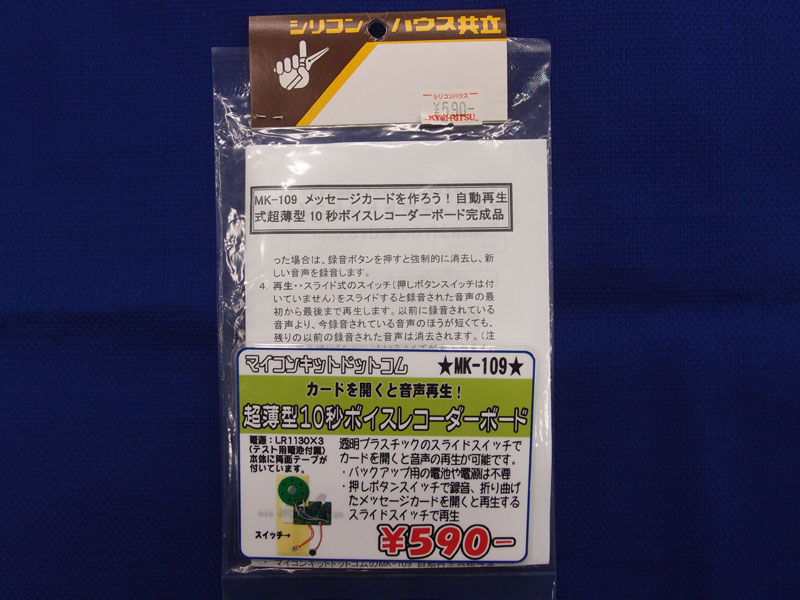 シリコンハウス共立
シリコンハウス
¥590-
KYOHRITSU
MK-109 メッセージカードを作ろう！自動再生
式超薄型10秒ボイスレコーダーボード完成品
った場合は、録音ボタンを押すと強制的に消去し、新
しい音声を録音します。
4. 再生・・スライド式のスイッチ(押しボタンスイッチは付
いていません)をスライドすると録音された音声の最
初から最後まで再生します。以前に録音されている
音声より、今録音されている音声のほうが短くても、
残りの以前の録音された音声は消去されます。(注
マイコンキットドットコム ★MK-109★
カードを開くと音声再生！
超薄型10秒ボイスレコーダーボード
電源：LR1130×3
(テスト用電池付属)
本体に両面テープが
付いています。
スイッチ→
透明プラスチックのスライドスイッチで
カードを開くと音声の再生が可能です。
・バックアップ用の電池や電源は不要
・押しボタンスイッチで録音、折り曲げ
たメッセージカードを開くと再生する
スライドスイッチで再生
¥590-
・ マイコンキットドットコムのMK-109